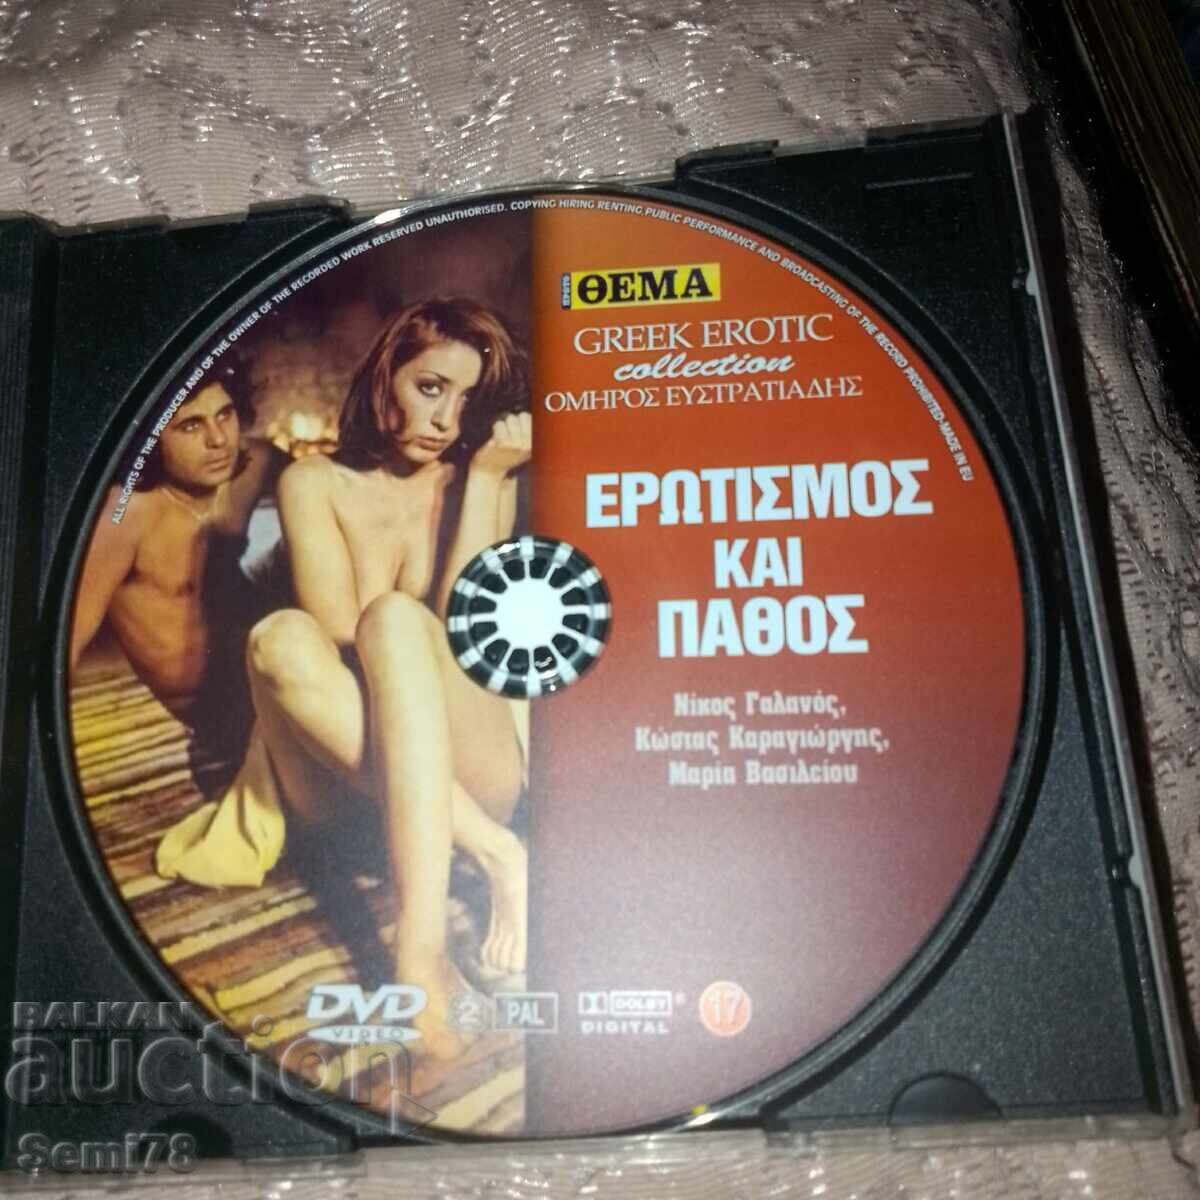 ALL RIGHTS OF THE PRODUCER AND OF THE OWNER OF THE RECORDED WORK RESERVED UNAUTHORISED. COPYING HIRING RENTING PUBLIC PERFORMANCE AND BROADCASTING OF THE RECORD PROHIBITED-MADE IN EU
ΠΡΩΤΟ ΘΕΜΑ
GREEK EROTIC
collection
ΟΜΗΡΟΣ ΕΥΣΤΡΑΤΙΑΔΗΣ
ΕΡΩΤΙΣΜΟΣ
ΚΑΙ
ΠΑΘΟΣ
Νίκος Γαλανός,
Κώστας Καραγιώργης,
Μαρία Βασιλείου
DVD
VIDEO
2
PAL
DOLBY
DIGITAL
17
BALKAN
auction
Semi78